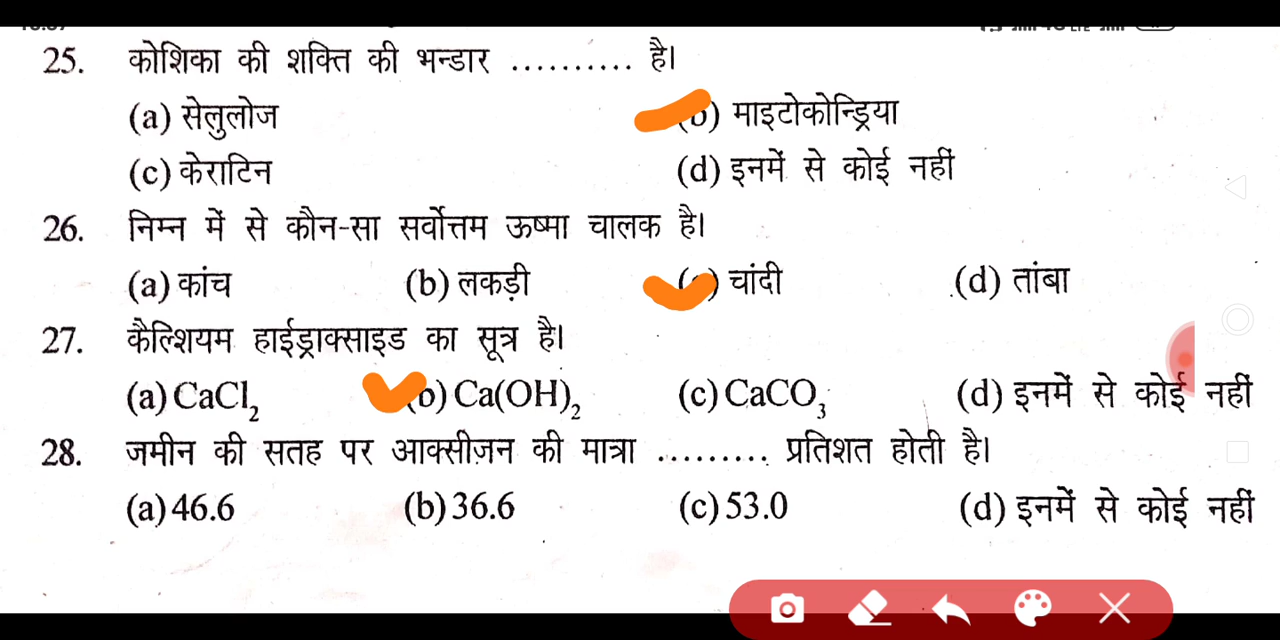 25. कोशिका की शक्ति की भन्डार .......... है।
(a) सेलुलोज (b) माइटोकोन्ड्रिया
(c) केराटिन (d) इनमें से कोई नहीं
26. निम्न में से कौन-सा सर्वोत्तम ऊष्मा चालक है।
(a) कांच (b) लकड़ी (c) चांदी (d) तांबा
27. कैल्शियम हाईड्राक्साइड का सूत्र है।
(a) CaCl₂ (b) Ca(OH)₂ (c) CaCO₃ (d) इनमें से कोई नहीं
28. जमीन की सतह पर आक्सीज़न की मात्रा ......... प्रतिशत होती है।
(a) 46.6 (b) 36.6 (c) 53.0 (d) इनमें से कोई नहीं